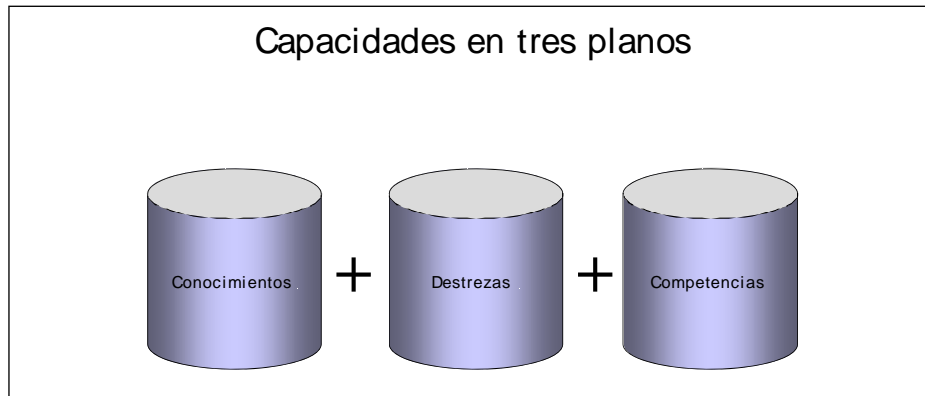 Capacidades en tres planos
Conocimientos + Destrezas + Competencias